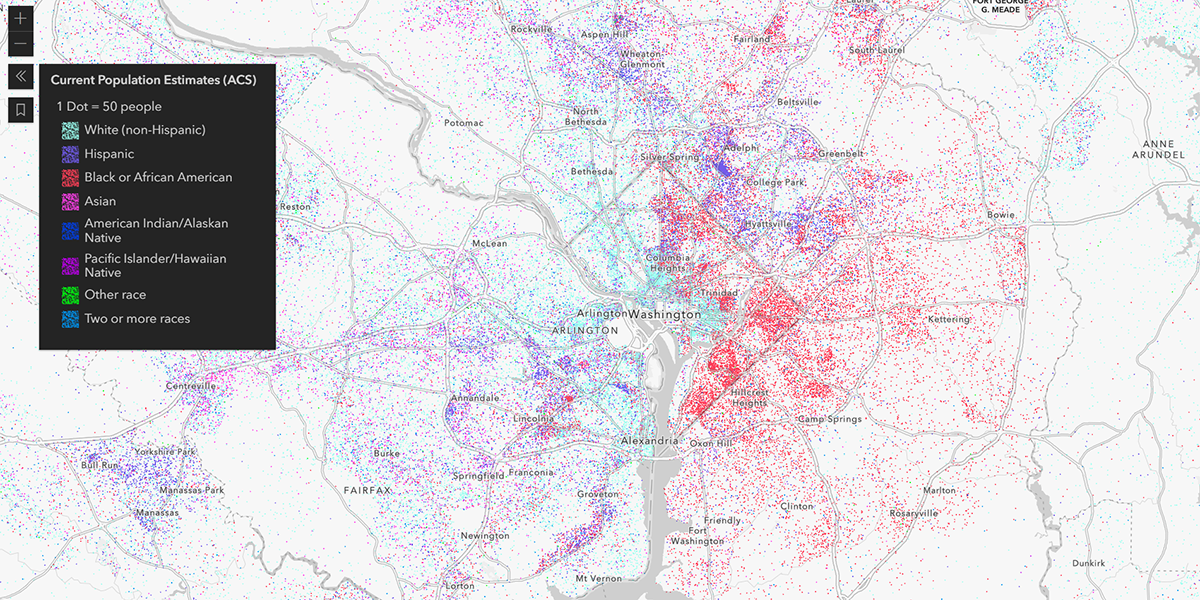 +
−
«
Current Population Estimates (ACS)
1 Dot = 50 people
White (non-Hispanic)
Hispanic
Black or African American
Asian
American Indian/Alaskan
Native
Pacific Islander/Hawaiian
Native
Other race
Two or more races
FORT GEORGE
G. MEADE
Laurel
Rockville
Aspen Hill
Fairland
South Laurel
Wheaton
Glenmont
Beltsville
North
Bethesda
Potomac
ANNE
ARUNDEL
Adelphi
Silver Spring
Greenbelt
Bethesda
College Park
Reston
Bowie
Hyattsville
McLean
Columbia
Heights
Trinidad
Arlington
Washington
Kettering
ARLINGTON
Centreville
Annandale
Hillcrest
Heights
Lincolnia
Camp Springs
Alexandria
Oxon Hill
Yorkshire Park
Burke
Bull Run
Springfield
Franconia
Manassas Park
FAIRFAX
Groveton
Marlton
Manassas
Clinton
Rosaryville
Friendly
Fort
Washington
Newington
Dunkirk
Mt Vernon
Lorton